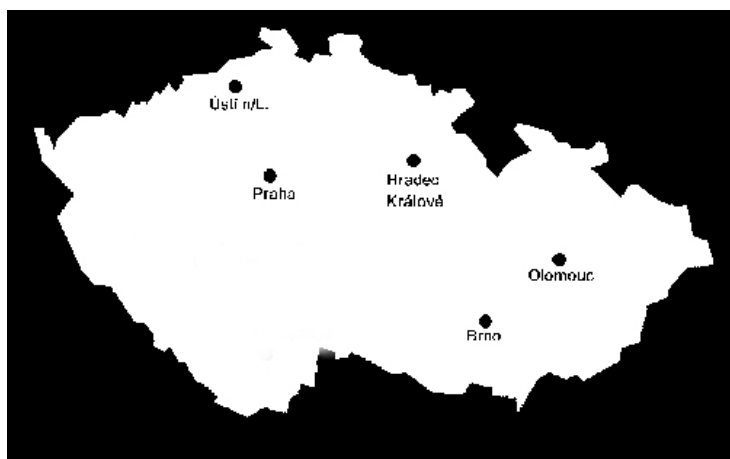 Ústí n/L.
Praha
Hradec
Králové
Olomouc
Brno